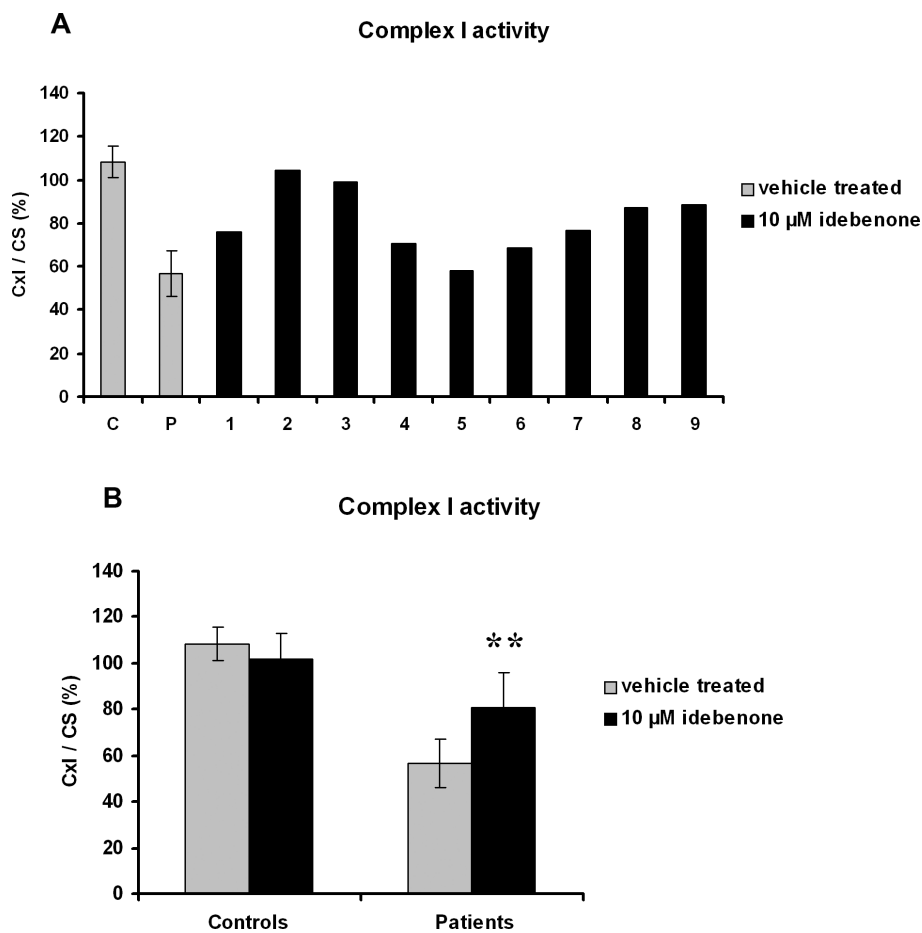 A
Complex I activity
140
120
100
80
60
40
20
0
CxI / CS (%)
C P 1 2 3 4 5 6 7 8 9
vehicle treated
10 µM idebenone
B
Complex I activity
140
120
100
80
60
40
20
0
CxI / CS (%)
**
Controls Patients
vehicle treated
10 µM idebenone